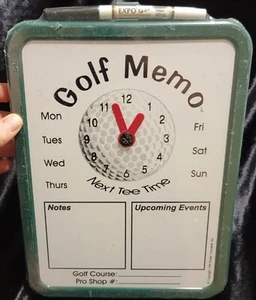 EXPO
Golf Memo
Mon
Tues
Wed
Thurs
Fri
Sat
Sun
12
1
2
3
4
5
6
7
8
9
10
11
Next Tee Time
Notes
Upcoming Events
Golf Course:
Pro Shop #: